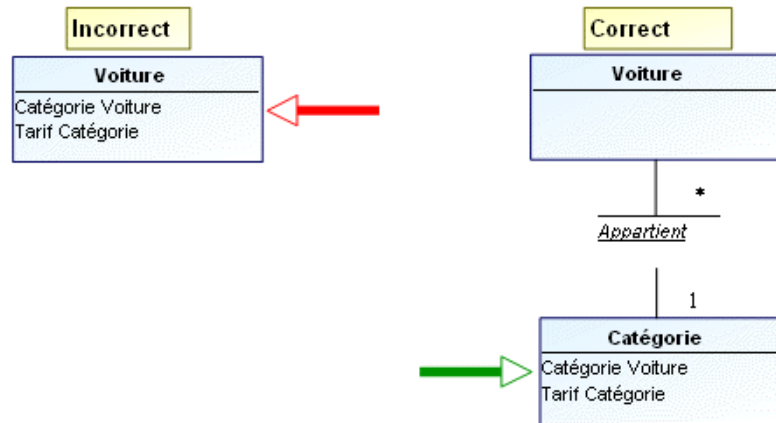 Incorrect
Voiture
Catégorie Voiture
Tarif Catégorie
Correct
Voiture
*
Appartient
1
Catégorie
Catégorie Voiture
Tarif Catégorie